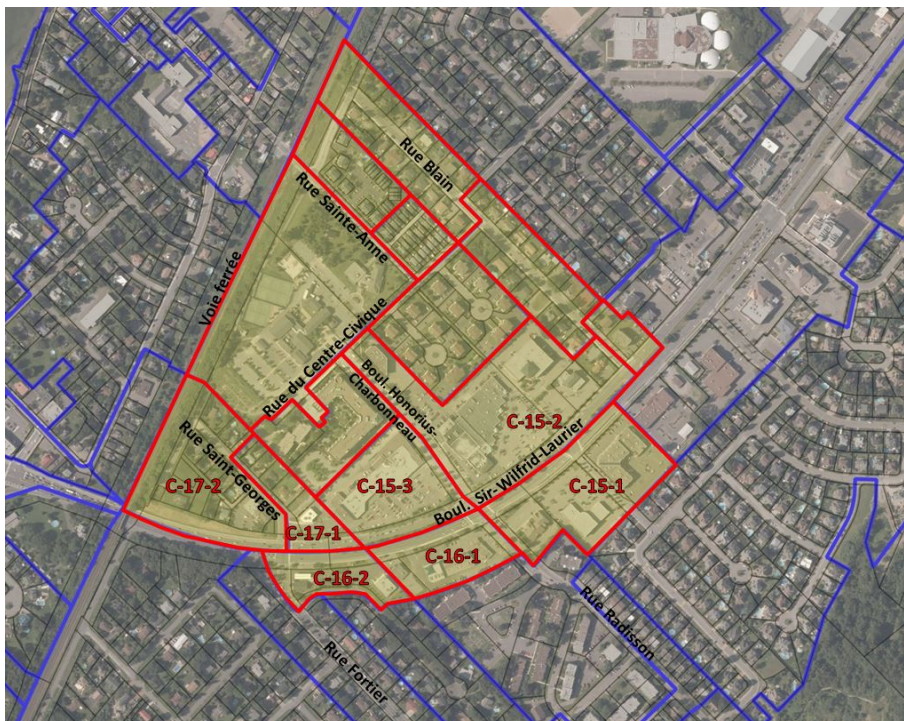 Rue Blain
Rue Sainte-Anne
Voie ferrée
Rue du Centre-Civique
Boul. Honorius-
Charbonneau
C-15-2
Rue Saint-Georges
C-17-2
C-15-3
Boul. Sir-Wilfrid-Laurier
C-15-1
C-17-1
C-16-1
C-16-2
Rue Radisson
Rue Fortier